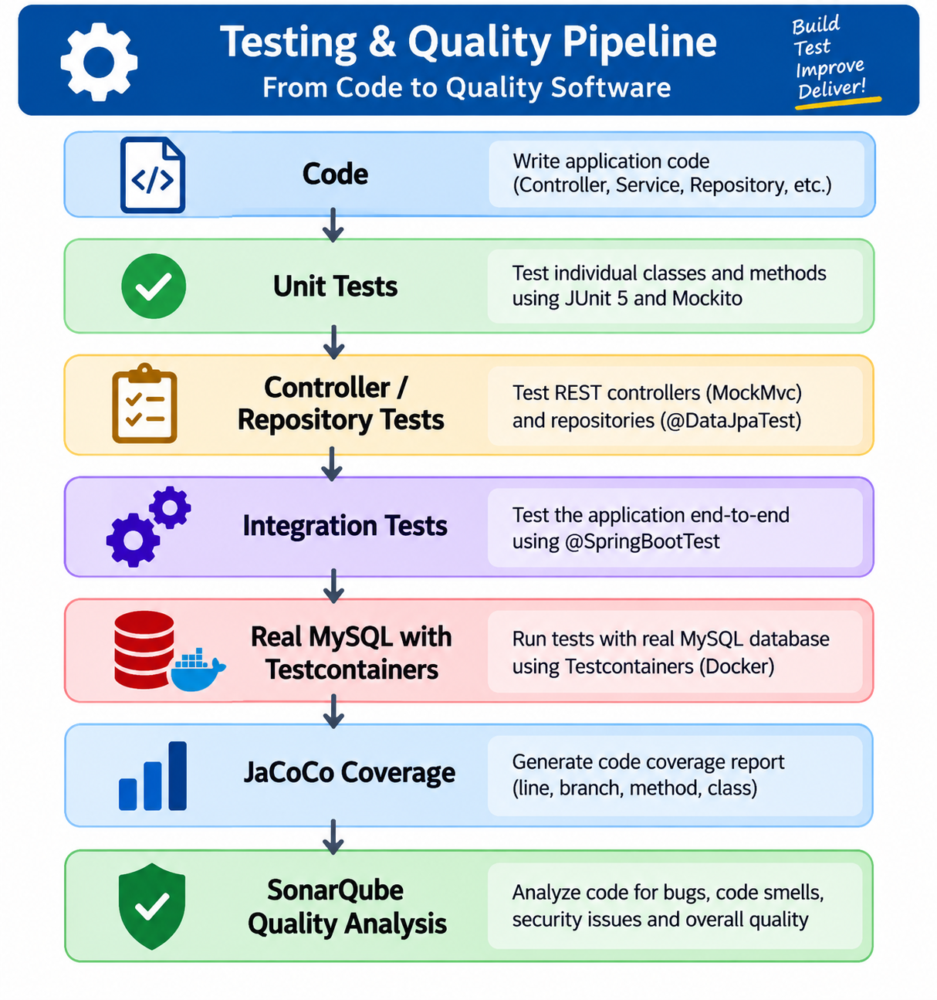 Testing & Quality Pipeline
From Code to Quality Software
Build
Test
Improve
Deliver!
</>
Code
Write application code
(Controller, Service, Repository, etc.)
Unit Tests
Test individual classes and methods
using JUnit 5 and Mockito
Controller /
Repository Tests
Test REST controllers (MockMvc)
and repositories (@DataJpaTest)
Integration Tests
Test the application end-to-end
using @SpringBootTest
Real MySQL with
Testcontainers
Run tests with real MySQL database
using Testcontainers (Docker)
JaCoCo Coverage
Generate code coverage report
(line, branch, method, class)
SonarQube
Quality Analysis
Analyze code for bugs, code smells,
security issues and overall quality